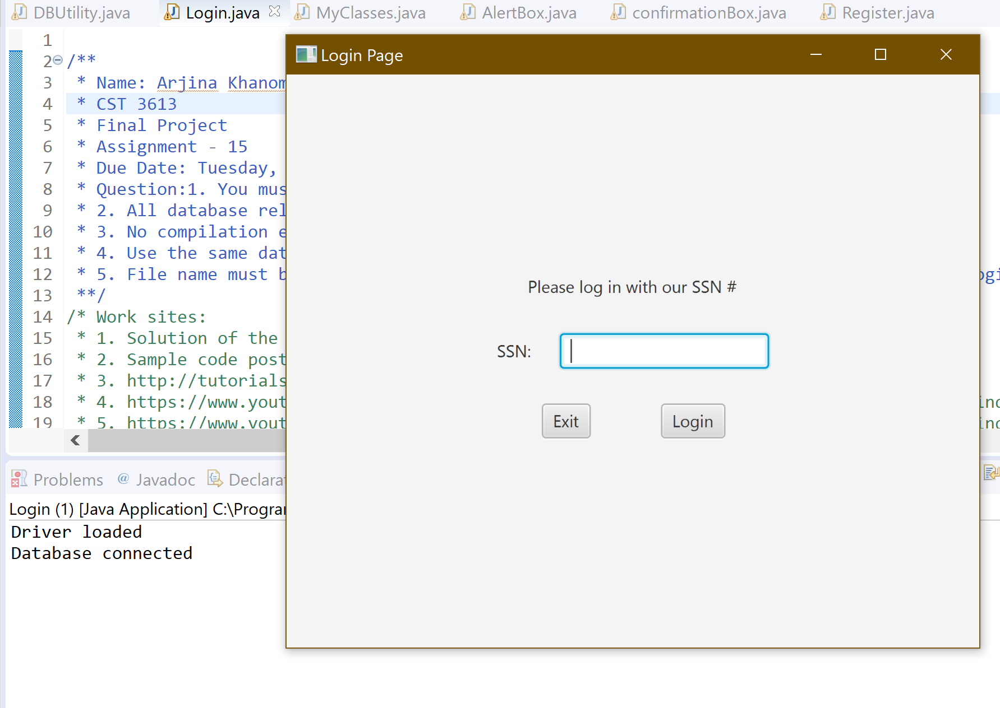 DBUtility.java Login.java MyClasses.java AlertBox.java confirmationBox.java Register.java
1
2 /**
3 * Name: Arjina Khanom
4 * CST 3613
5 * Final Project
6 * Assignment - 15
7 * Due Date: Tuesday,
8 * Question:1. You mus
9 * 2. All database rel
10 * 3. No compilation e
11 * 4. Use the same dat
12 * 5. File name must b
13 **/
14 /* Work sites:
15 * 1. Solution of the
16 * 2. Sample code post
17 * 3. http://tutorials
18 * 4. https://www.yout
19 * 5. https://www.yout
Login Page
Please log in with our SSN #
SSN:
Exit Login
Problems @ Javadoc Declarat
Login (1) [Java Application] C:\Program
Driver loaded
Database connected